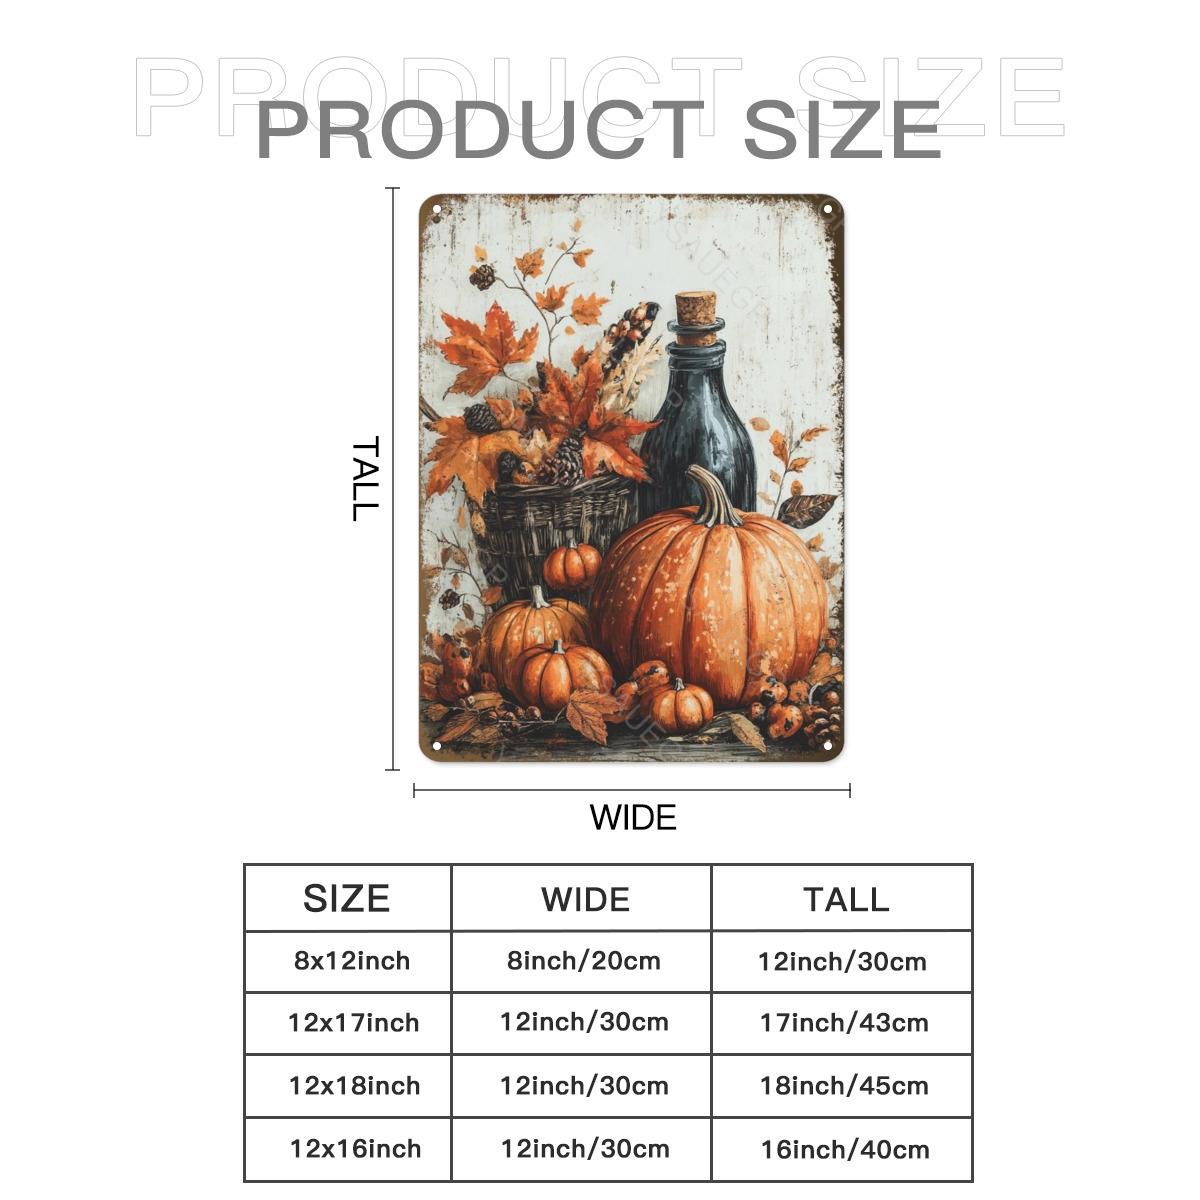 PRODUCT SIZE
PRODUCT SIZE
TALL
WIDE
SIZE WIDE TALL
8x12inch 8inch/20cm 12inch/30cm
12x17inch 12inch/30cm 17inch/43cm
12x18inch 12inch/30cm 18inch/45cm
12x16inch 12inch/30cm 16inch/40cm